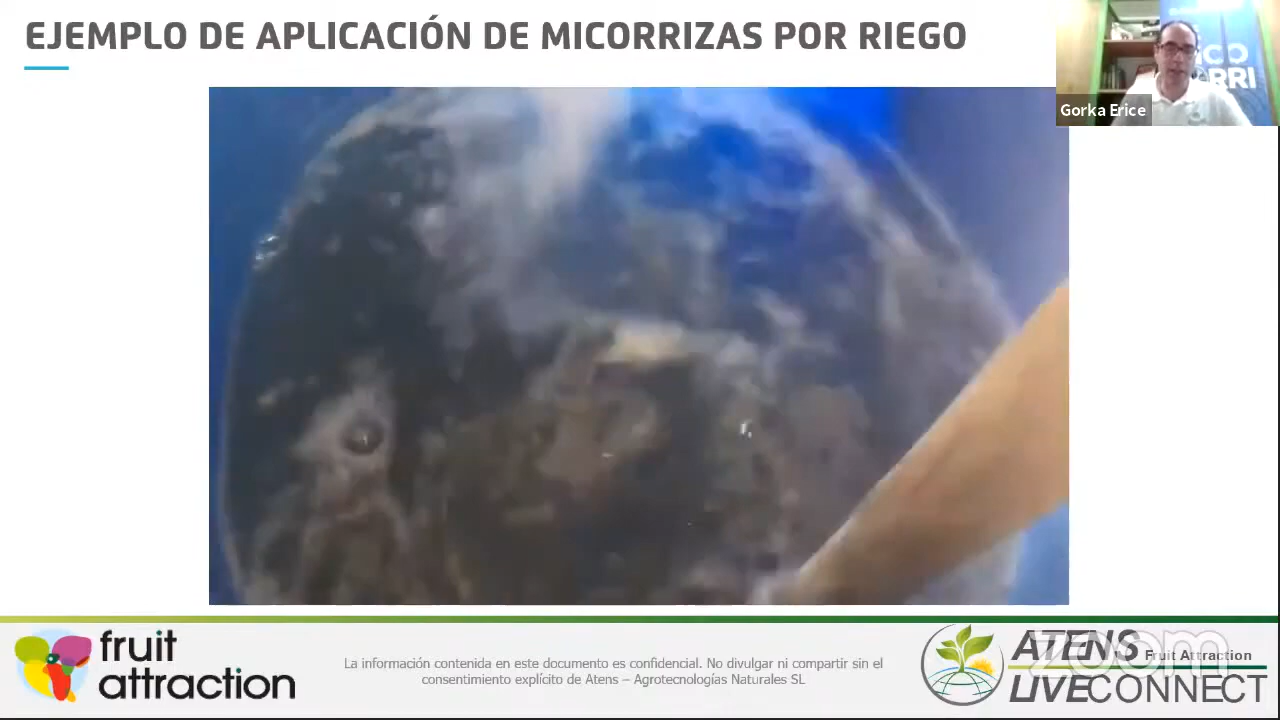 EJEMPLO DE APLICACIÓN DE MICORRIZAS POR RIEGO
Gorka Erice
fruit
attraction
La información contenida en este documento es confidencial. No divulgar ni compartir sin el
consentimiento explícito de Atens – Agrotecnologías Naturales SL
ATENS Fruit Attraction
LIVECONNECT
zoom